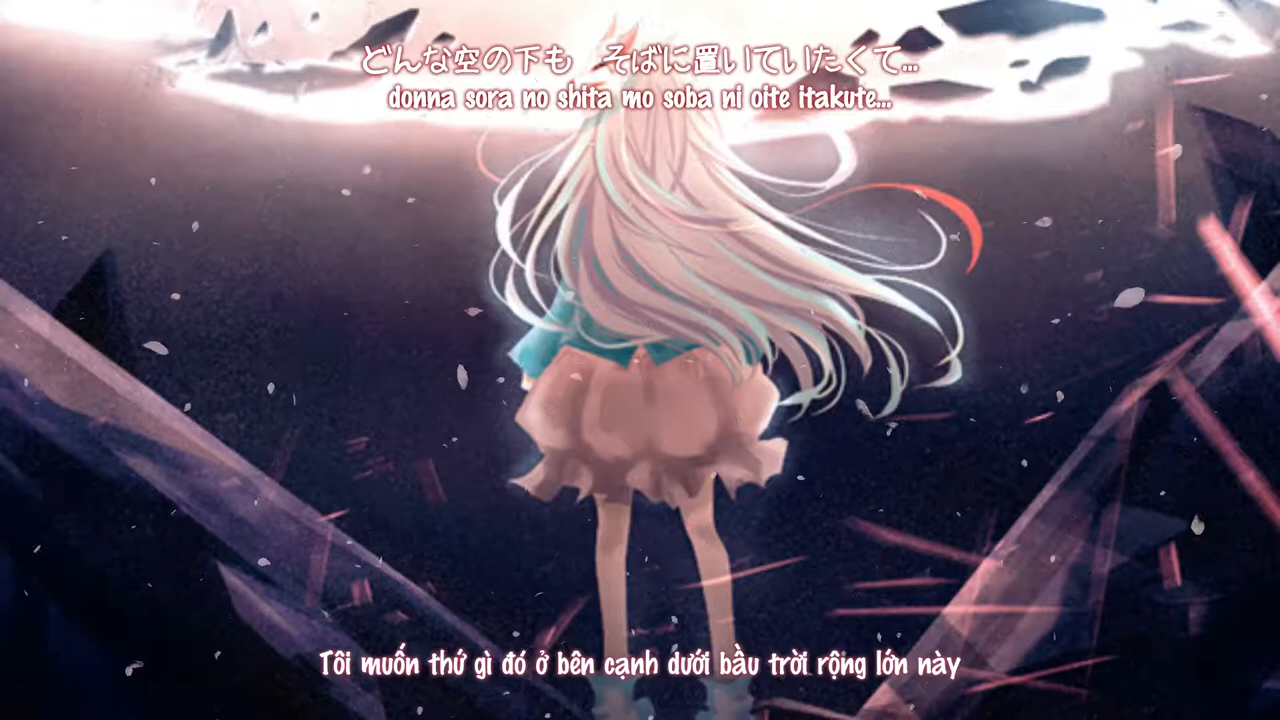 どんな空の下も　そばに置いていたくて…
donna sora no shita mo soba ni oite itakute...
Tôi muốn thứ gì đó ở bên cạnh dưới bầu trời rộng lớn này